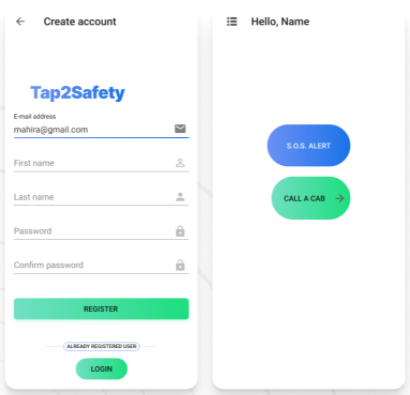 Create account
Tap2Safety
E-mail address
mahira@gmail.com
First name
Last name
Password
Confirm password
REGISTER
ALREADY REGISTERED USER
LOGIN
Hello, Name
S.O.S. ALERT
CALL A CAB